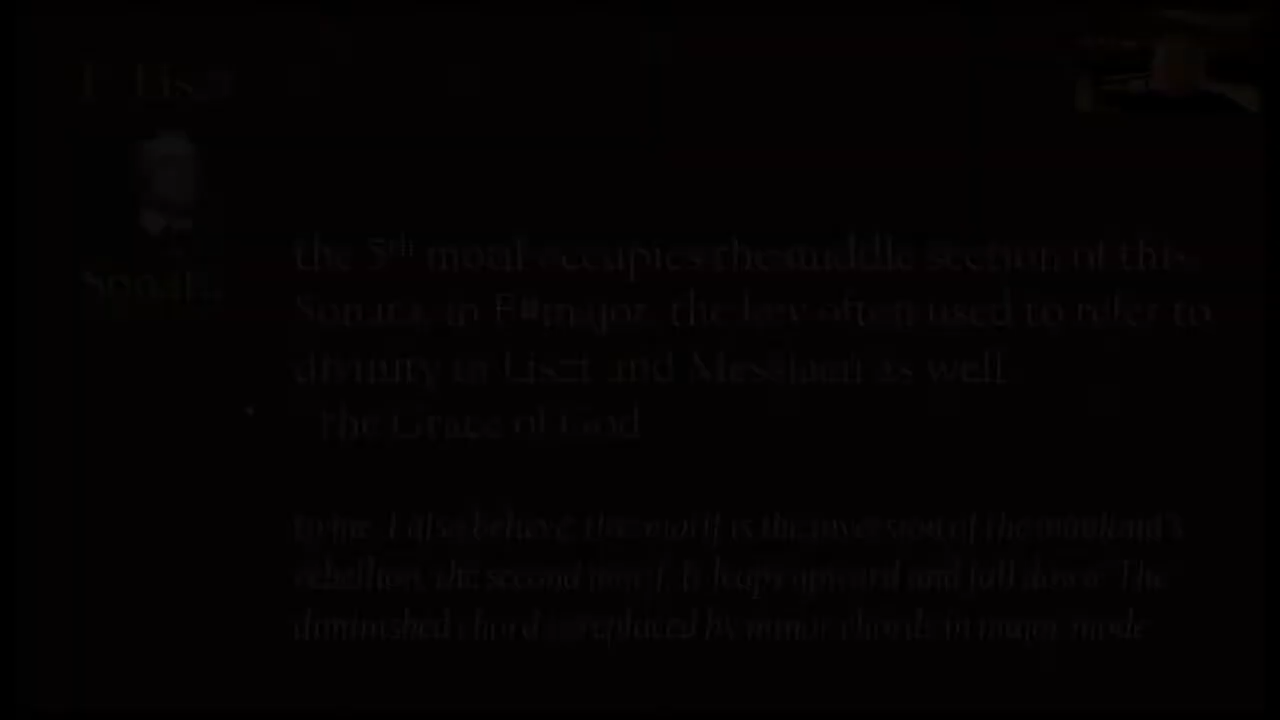 F. Liszt
Sonata
the 5th motif occupies the middle section of this
Sonata, in F#major, the key often used to refer to
divinity in Liszt and Messiaen as well.
The Grace of God
to me, I also believe, this motif is the inversion of the mankind's
rebellion, the second motif. It leaps upward and fall down. The
diminished chord is replaced by minor chords in major mode